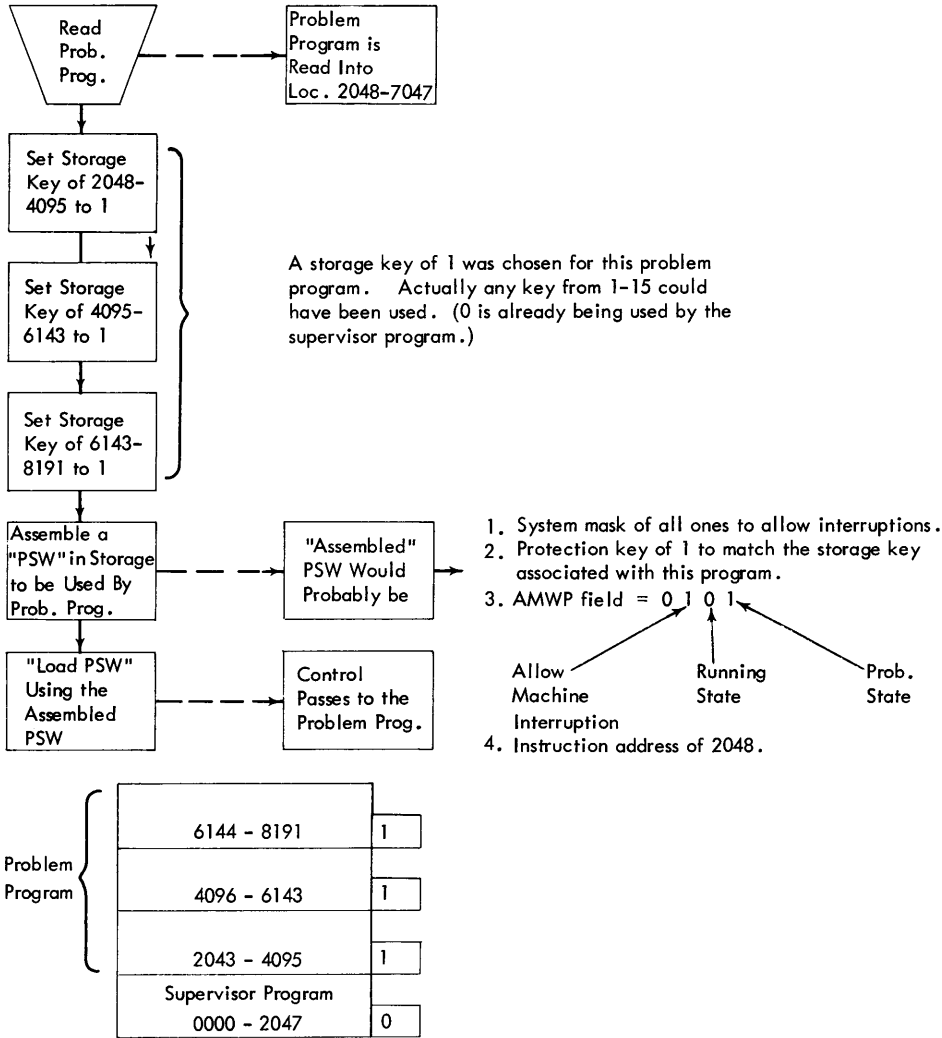 Read
Prob.
Prog.
Problem
Program is
Read Into
Loc. 2048-7047
Set Storage
Key of 2048-
4095 to 1
Set Storage
Key of 4095-
6143 to 1
Set Storage
Key of 6143-
8191 to 1
A storage key of 1 was chosen for this problem
program. Actually any key from 1-15 could
have been used. (0 is already being used by the
supervisor program.)
Assemble a
"PSW" in Storage
to be Used By
Prob. Prog.
"Assembled"
PSW Would
Probably be
1. System mask of all ones to allow interruptions.
2. Protection key of 1 to match the storage key
associated with this program.
3. AMWP field = 0 1 0 1
Allow
Machine
Interruption
Running
State
Prob.
State
4. Instruction address of 2048.
"Load PSW"
Using the
Assembled
PSW
Control
Passes to the
Problem Prog.
Problem
Program
6144 - 8191 1
4096 - 6143 1
2043 - 4095 1
Supervisor Program
0000 - 2047 0